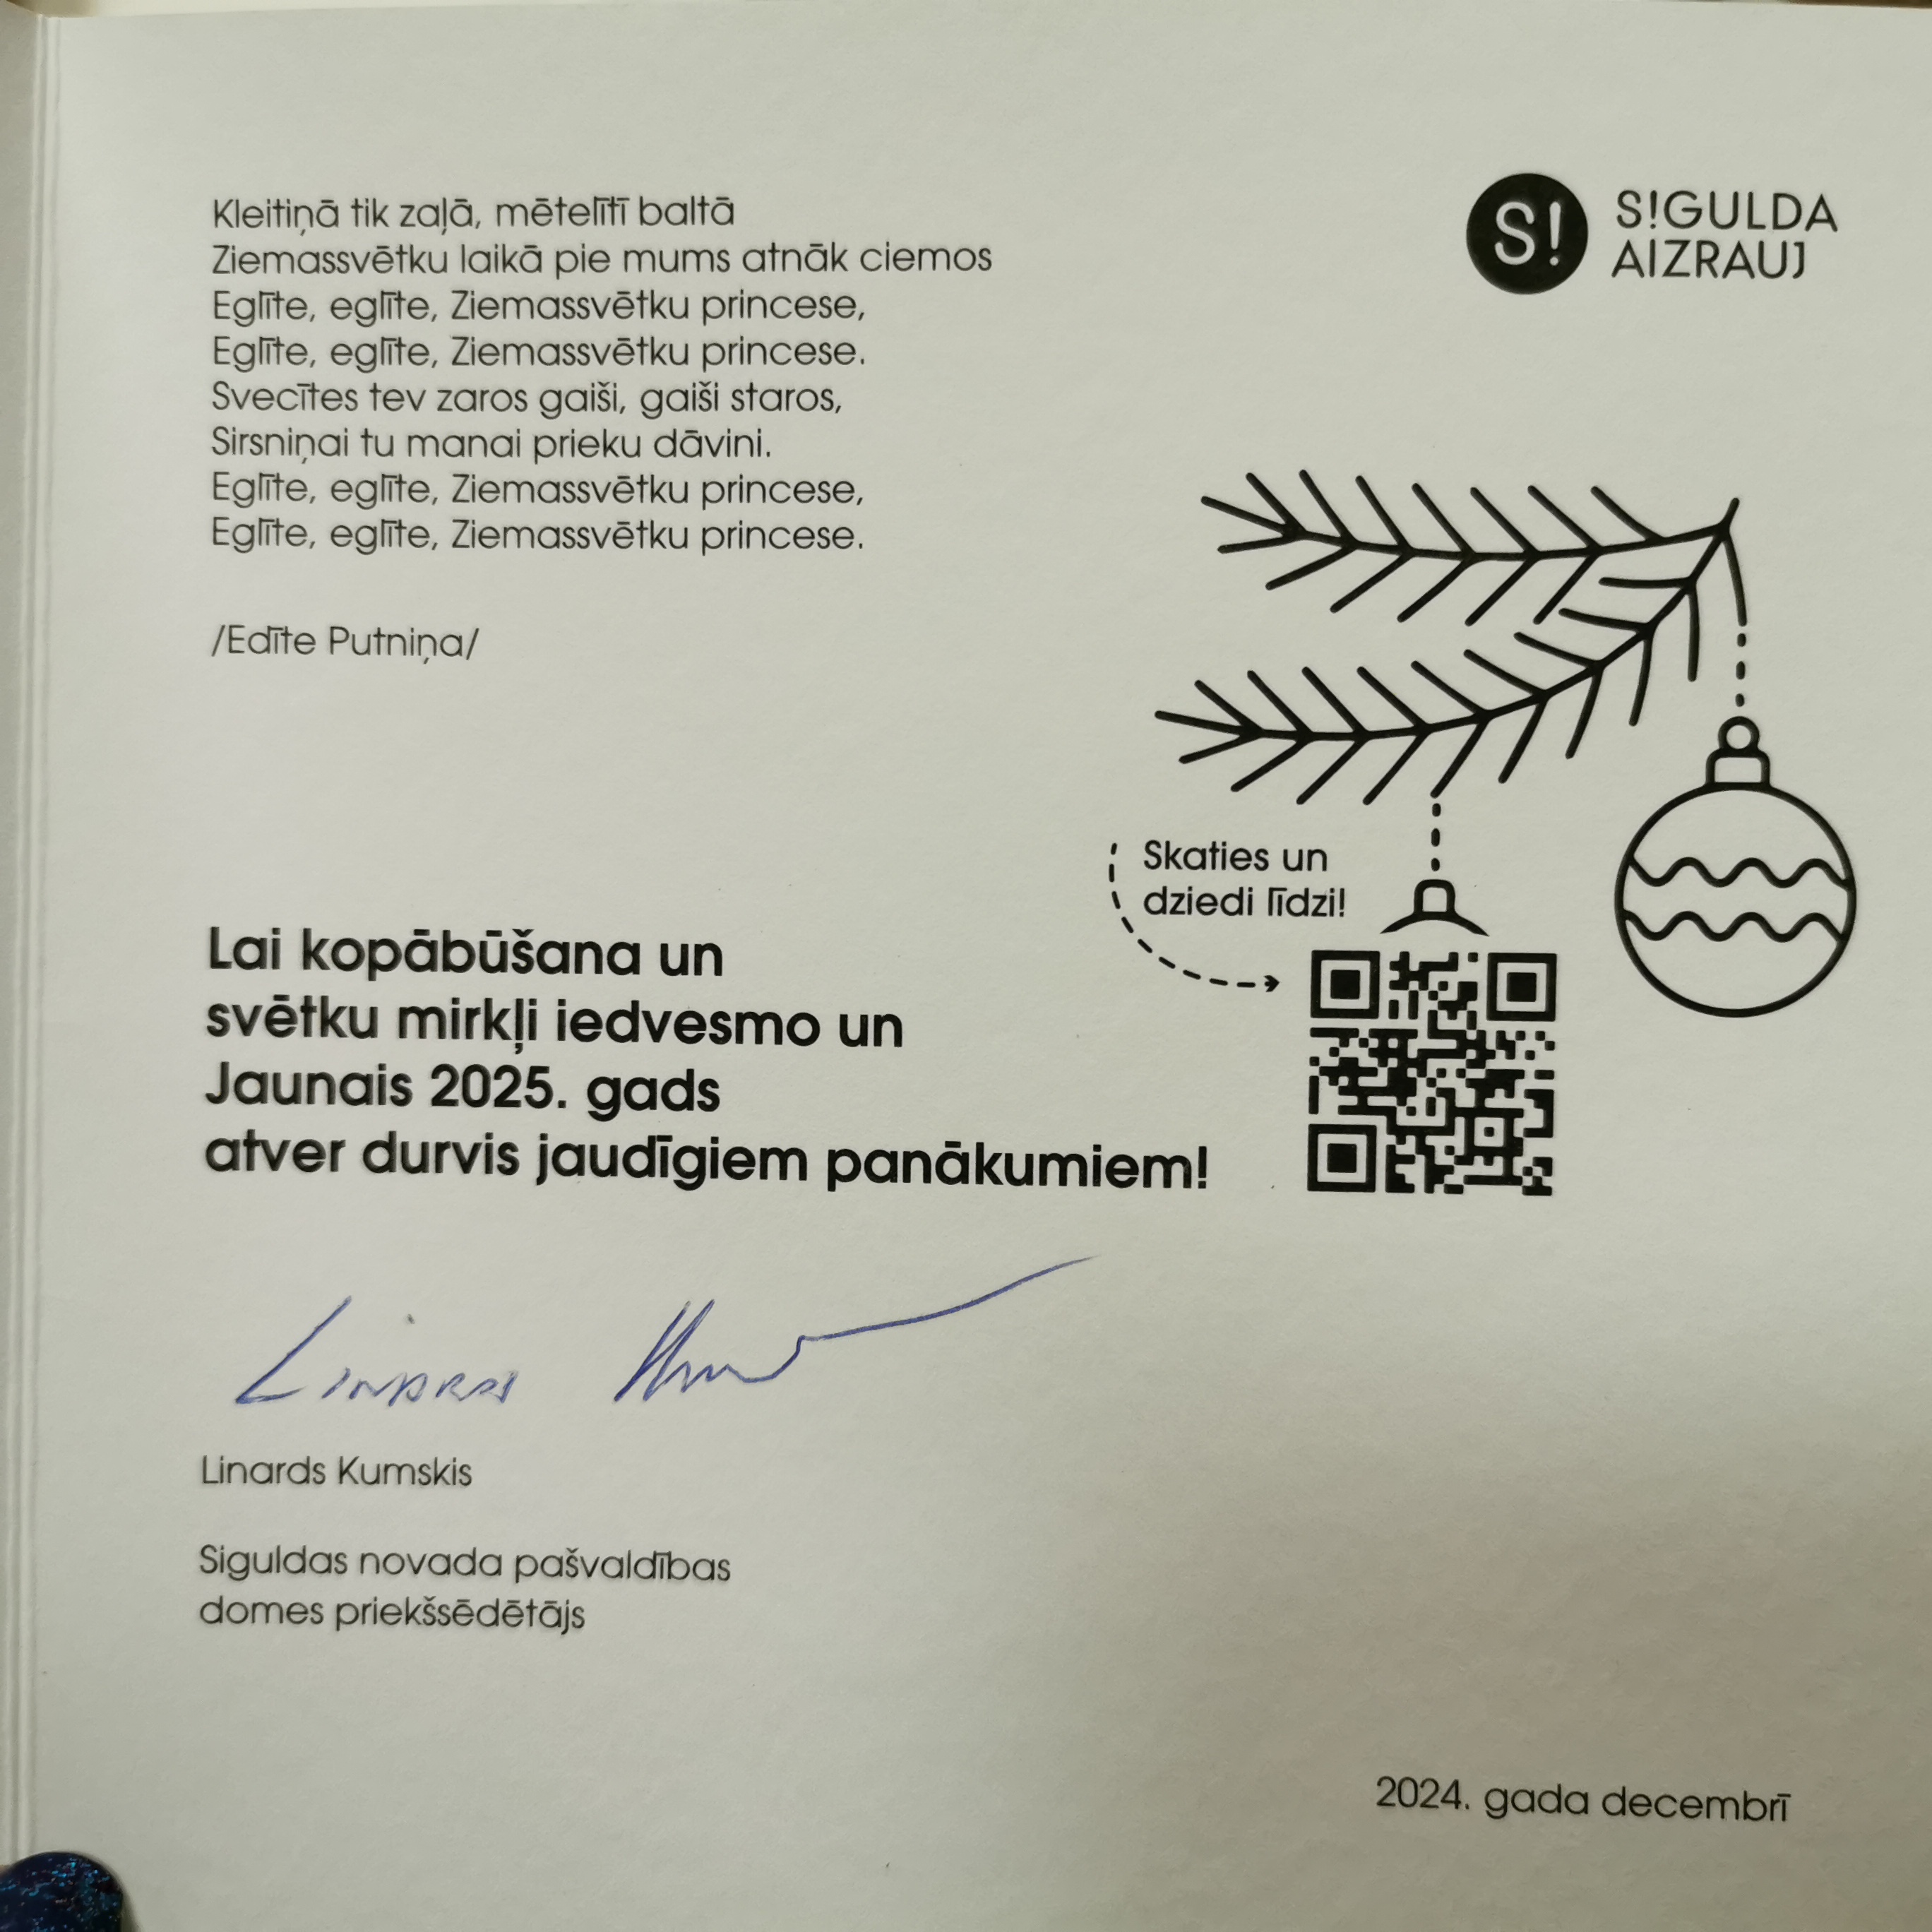 Kleitiņā tik zaļā, mētelītī baltā
Ziemassvētku laikā pie mums atnāk ciemos
Eglīte, eglīte, Ziemassvētku princese,
Eglīte, eglīte, Ziemassvētku princese.
Svecītes tev zaros gaiši, gaiši staros,
Sirsniņai tu manai prieku dāvini.
Eglīte, eglīte, Ziemassvētku princese,
Eglīte, eglīte, Ziemassvētku princese.
/Edīte Putniņa/
S!
S!GULDA
AIZRAUJ
Skaties un
dziedi līdzi!
Lai kopābūšana un
svētku mirkļi iedvesmo un
Jaunais 2025. gads
atver durvis jaudīgiem panākumiem!
Linards
Linards Kumskis
Siguldas novada pašvaldības
domes priekšsēdētājs
2024. gada decembrī